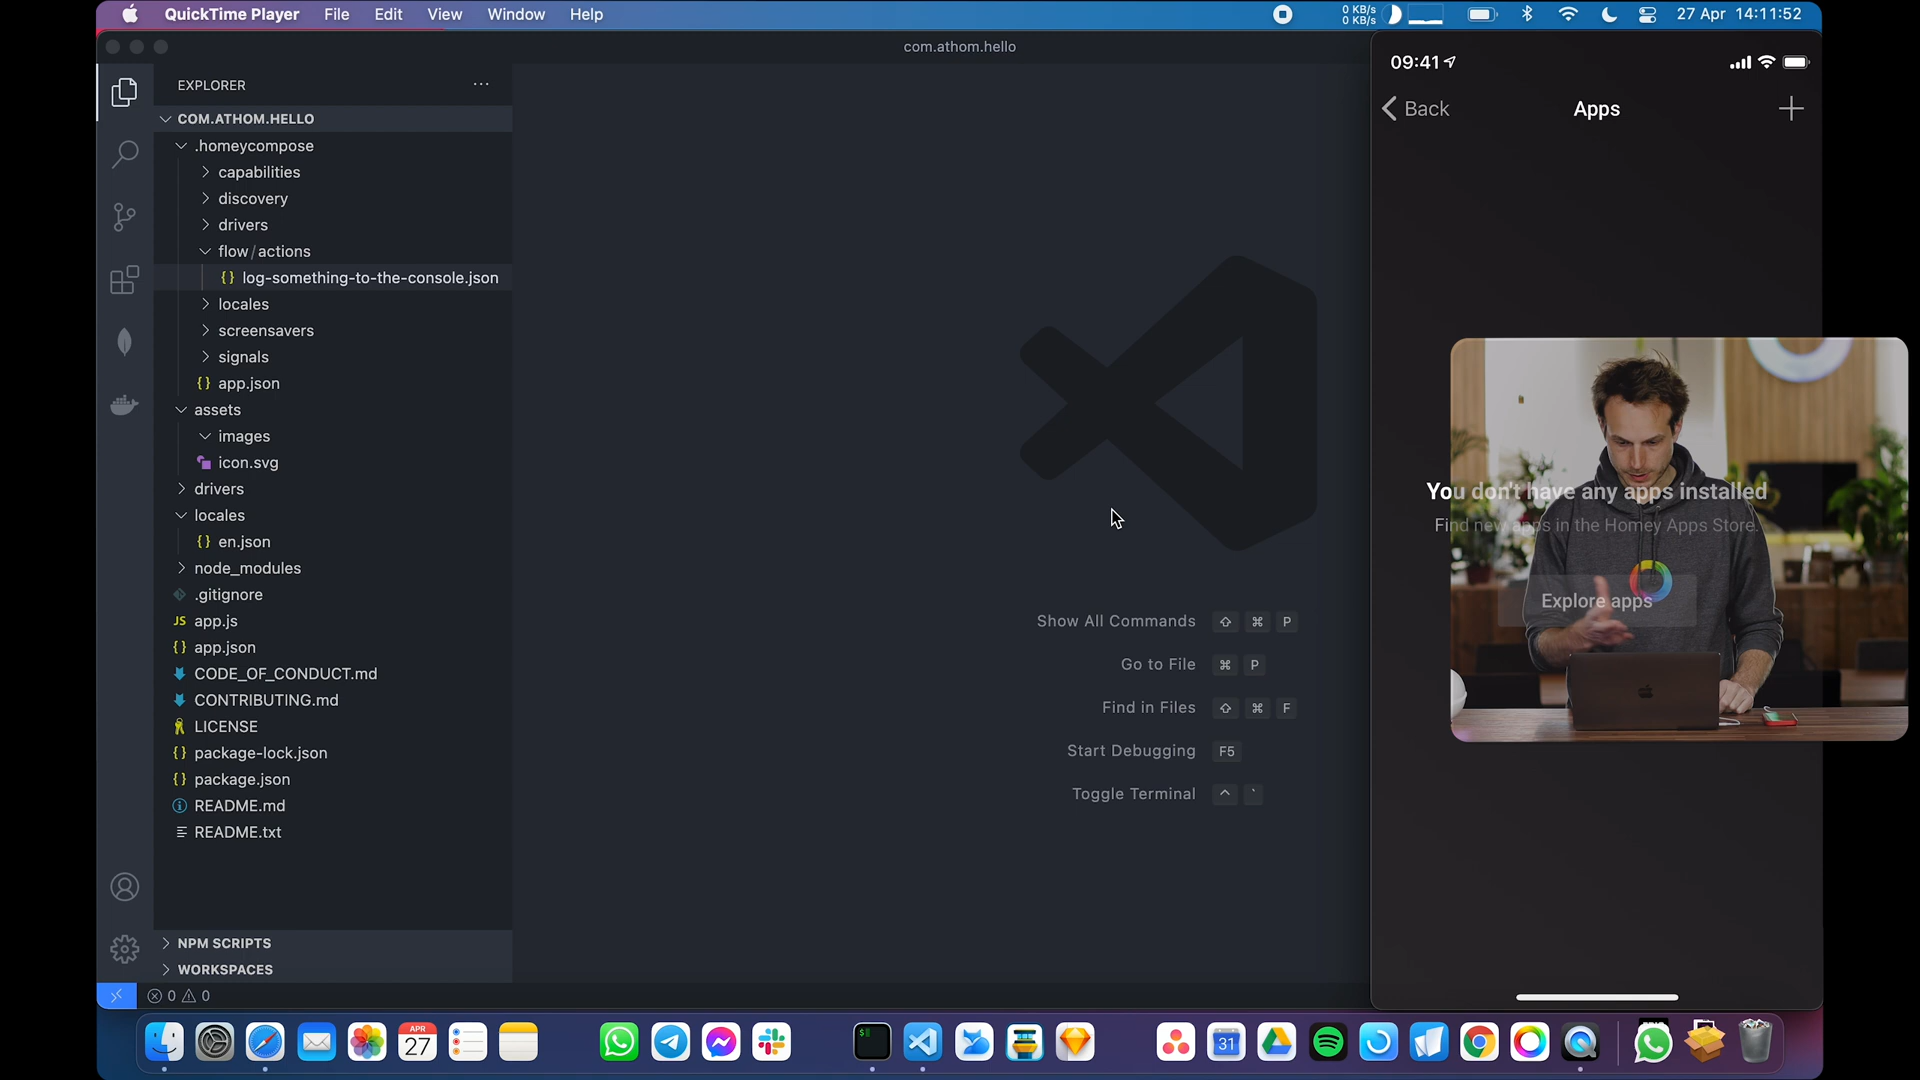 QuickTime Player File Edit View Window Help
0 KB/s
0 KB/s
27 Apr 14:11:52
com.athom.hello
EXPLORER
COM.ATHOM.HELLO
.homeycompose
capabilities
discovery
drivers
flow/actions
{} log-something-to-the-console.json
locales
screensavers
signals
{} app.json
assets
images
icon.svg
drivers
locales
{} en.json
node_modules
.gitignore
JS app.js
{} app.json
CODE_OF_CONDUCT.md
CONTRIBUTING.md
LICENSE
{} package-lock.json
{} package.json
README.md
README.txt
NPM SCRIPTS
WORKSPACES
0 0
Show All Commands ⇧ ⌘ P
Go to File ⌘ P
Find in Files ⇧ ⌘ F
Start Debugging F5
Toggle Terminal ^ `
09:41
Back
Apps
You don't have any apps installed
Find new apps in the Homey Apps Store.
Explore apps
APR
27
$
31